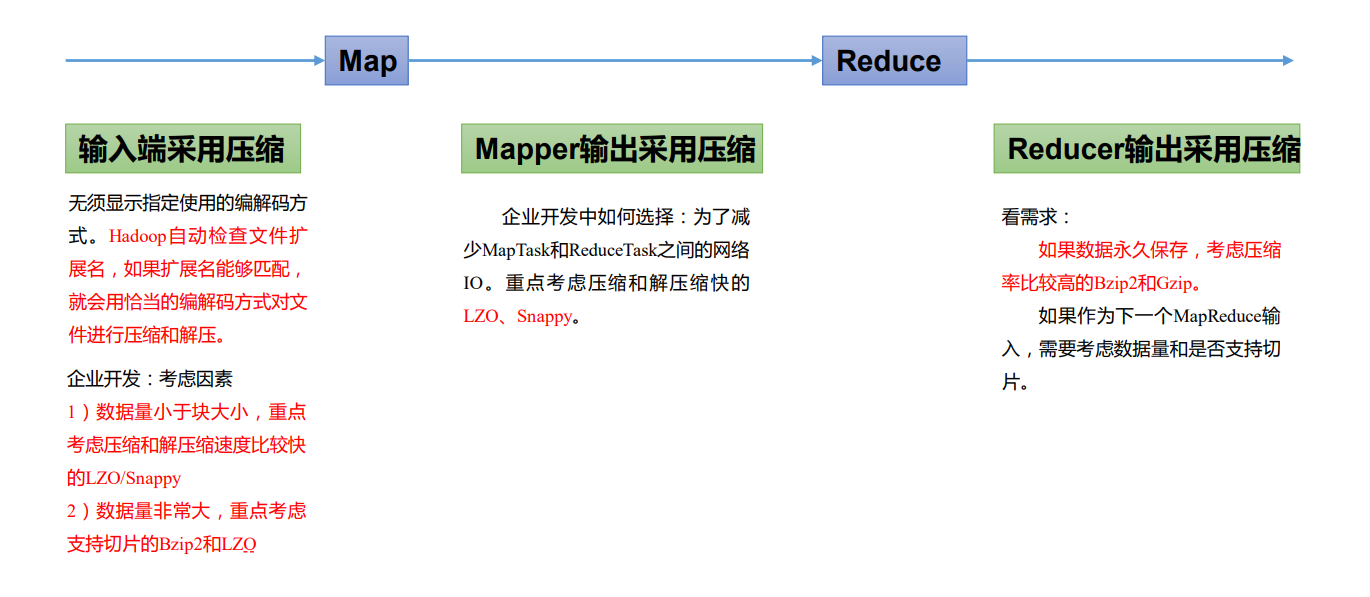 Map
Reduce
输入端采用压缩
Mapper输出采用压缩
Reducer输出采用压缩
无须显示指定使用的编解码方
式。Hadoop自动检查文件扩
展名，如果扩展名能够匹配，
就会用恰当的编解码方式对文
件进行压缩和解压。
企业开发：考虑因素
1）数据量小于块大小，重点
考虑压缩和解压缩速度比较快
的LZO/Snappy
2）数据量非常大，重点考虑
支持切片的Bzip2和LZO
企业开发中如何选择：为了减
少MapTask和ReduceTask之间的网络
IO。重点考虑压缩和解压缩快的
LZO、Snappy。
看需求：
如果数据永久保存，考虑压缩
率比较高的Bzip2和Gzip。
如果作为下一个MapReduce输
入，需要考虑数据量和是否支持切
片。